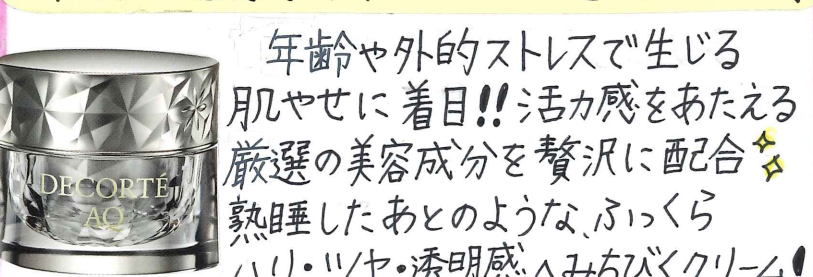 年齢や外的ストレスで生じる
肌やせに着目!!活力感をあたえる
厳選の美容成分を贅沢に配合
熟睡したあとのような、ふっくら
ハリ・ツヤ・透明感へみちびくクリーム!
DECORTÉ
AQ